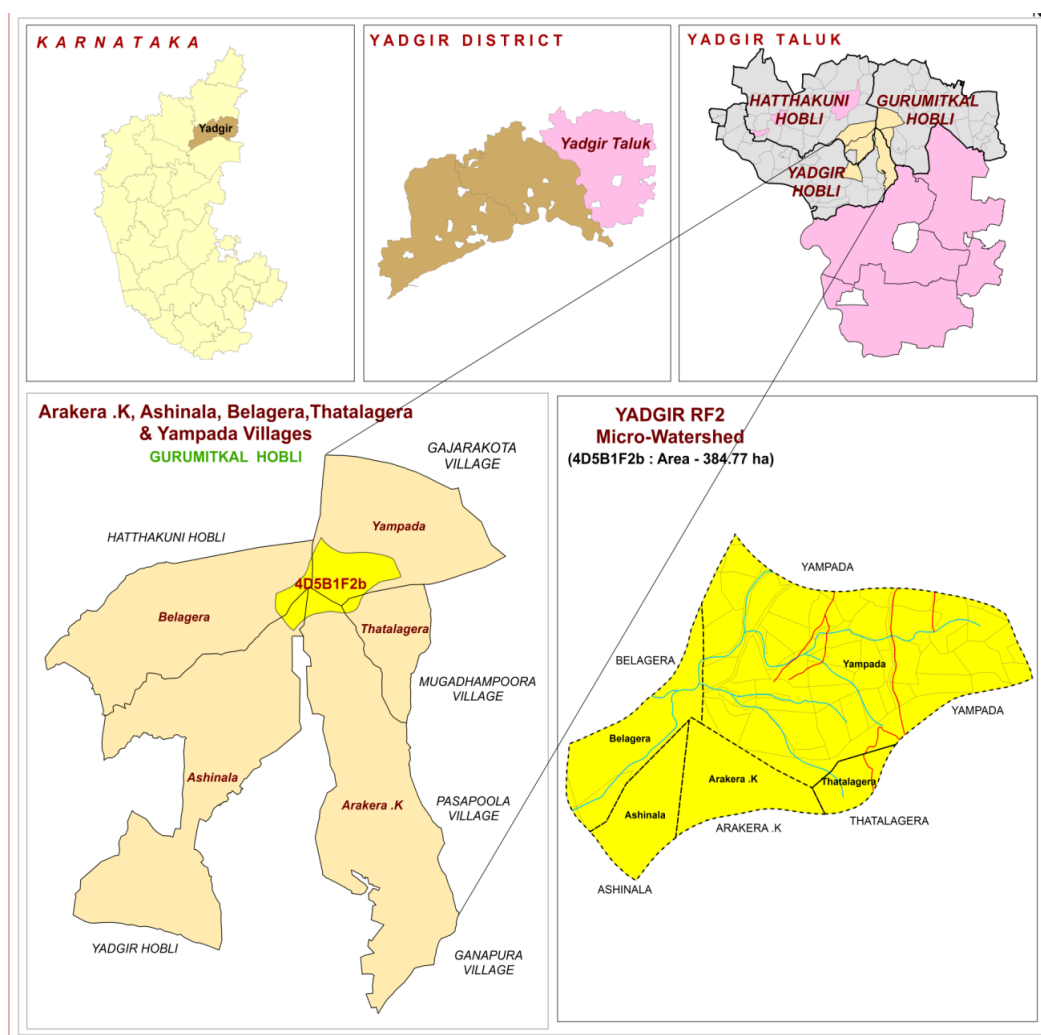 KARNATAKA
Yadgir
YADGIR DISTRICT
Yadgir Taluk
YADGIR TALUK
HATTHAKUNI
HOBLI
GURUMITKAL
HOBLI
YADGIR
HOBLI
Arakera .K, Ashinala, Belagera,Thatalagera
& Yampada Villages
GURUMITKAL HOBLI
GAJARAKOTA
VILLAGE
HATTHAKUNI HOBLI
Yampada
4D5B1F2b
Belagera
Thatalagera
MUGADHAMPOORA
VILLAGE
Ashinala
Arakera .K
PASAPOOLA
VILLAGE
YADGIR HOBLI
GANAPURA
VILLAGE
YADGIR RF2
Micro-Watershed
(4D5B1F2b : Area - 384.77 ha)
YAMPADA
BELAGERA
Yampada
YAMPADA
Belagera
Arakera .K
Thatalagera
Ashinala
ARAKERA .K
THATALAGERA
ASHINALA